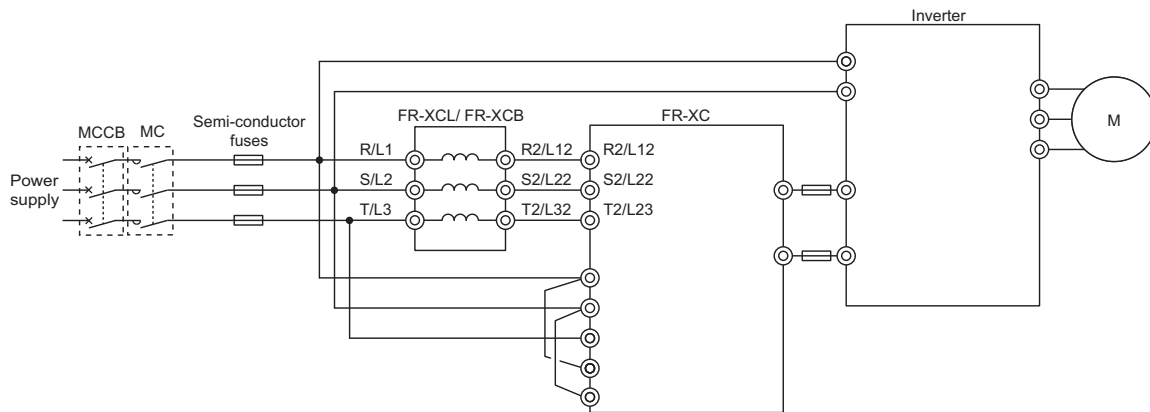 Inverter
Semi-conductor
fuses
MCCB
MC
FR-XCL/ FR-XCB
FR-XC
M
Power
supply
R/L1
R2/L12
R2/L12
S/L2
S2/L22
S2/L22
T/L3
T2/L32
T2/L23